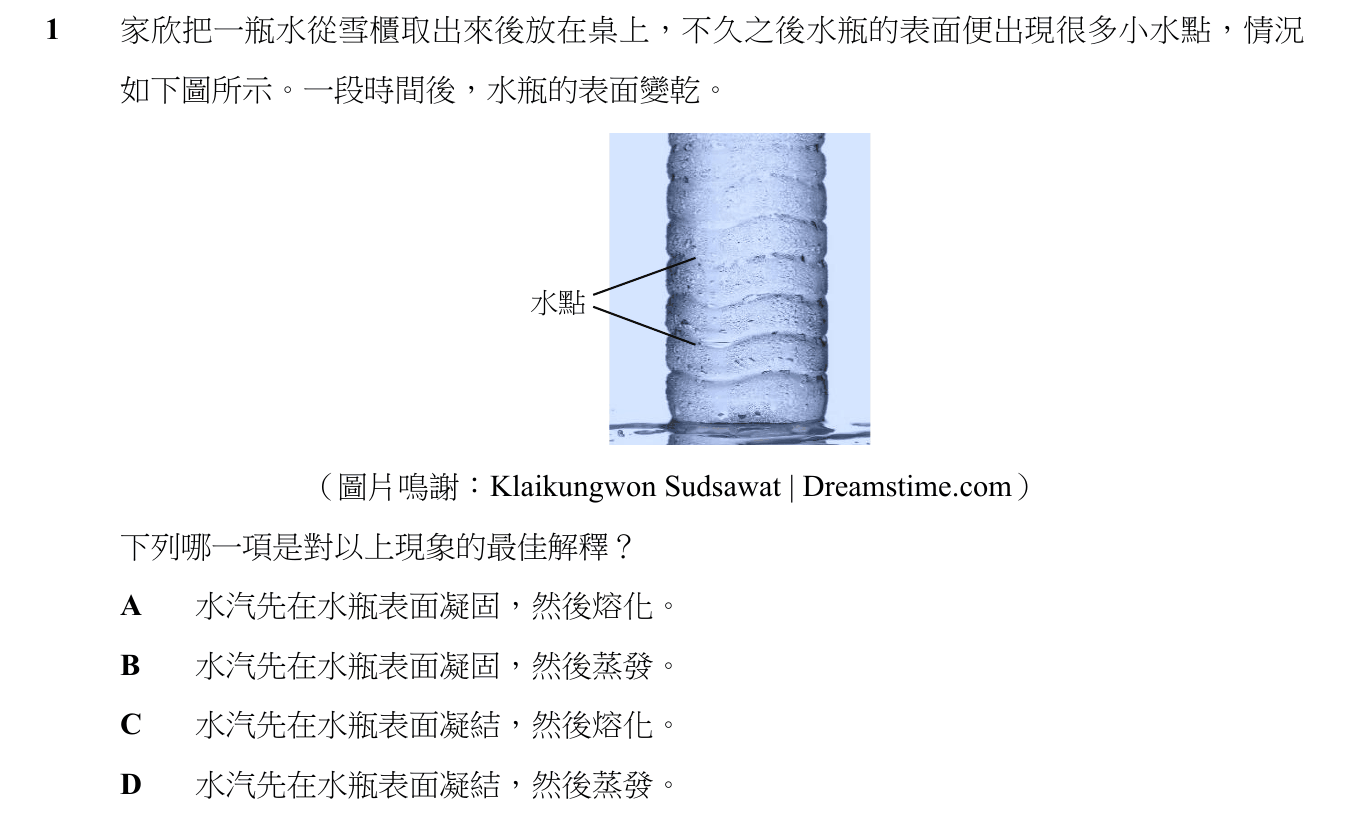 1 家欣把一瓶水從雪櫃取出來後放在桌上，不久之後水瓶的表面便出現很多小水點，情況
如下圖所示。一段時間後，水瓶的表面變乾。
水點
（圖片鳴謝：Klaikungwon Sudsawat | Dreamstime.com）
下列哪一項是對以上現象的最佳解釋？
A 水汽先在水瓶表面凝固，然後熔化。
B 水汽先在水瓶表面凝固，然後蒸發。
C 水汽先在水瓶表面凝結，然後熔化。
D 水汽先在水瓶表面凝結，然後蒸發。